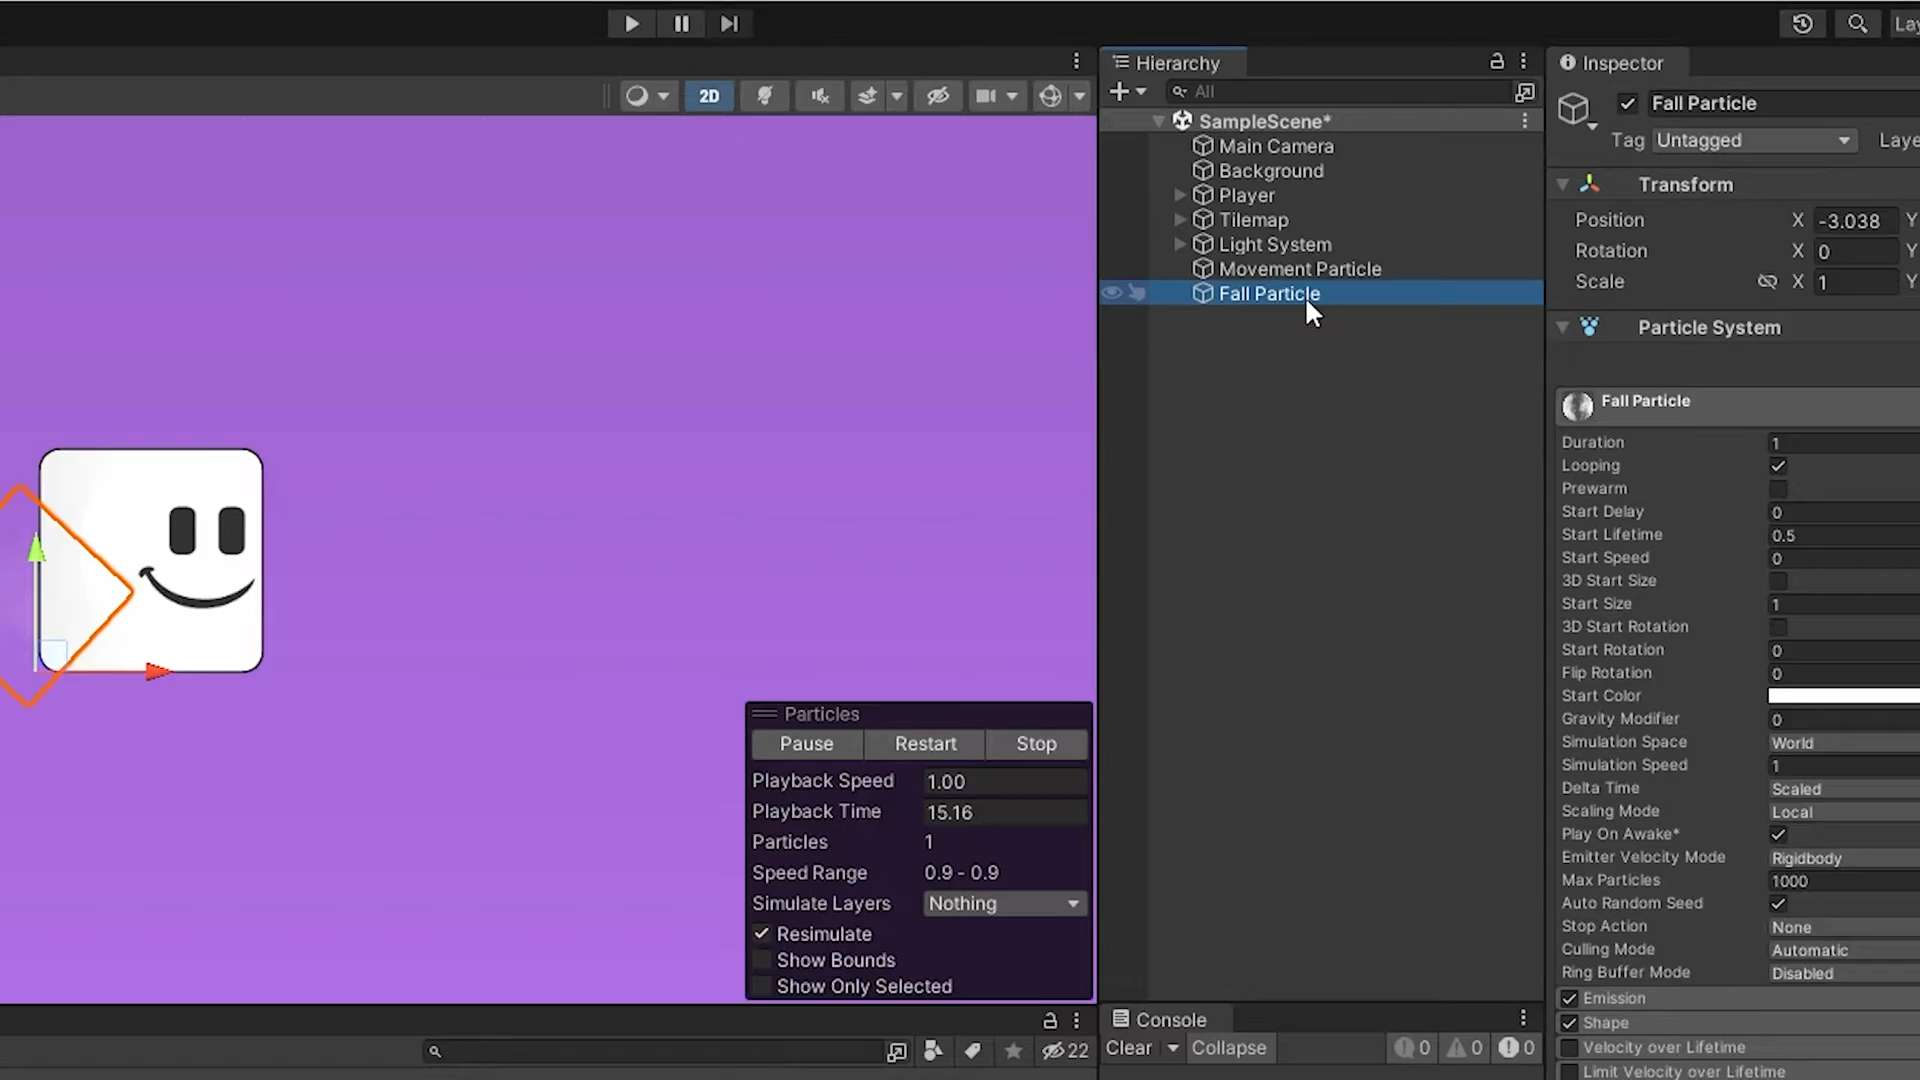 Lay
Hierarchy
Inspector
2D
All
Fall Particle
SampleScene*
Tag Untagged Laye
Main Camera
Background
Player
Tilemap
Light System
Movement Particle
Fall Particle
Transform
Position X -3.038 Y
Rotation X 0 Y
Scale X 1 Y
Particle System
Fall Particle
Duration 1
Looping
Prewarm
Start Delay 0
Start Lifetime 0.5
Start Speed 0
3D Start Size
Start Size 1
3D Start Rotation
Start Rotation 0
Flip Rotation 0
Start Color
Gravity Modifier 0
Simulation Space World
Simulation Speed 1
Delta Time Scaled
Scaling Mode Local
Play On Awake*
Emitter Velocity Mode Rigidbody
Max Particles 1000
Auto Random Seed
Stop Action None
Culling Mode Automatic
Ring Buffer Mode Disabled
Emission
Shape
Velocity over Lifetime
Limit Velocity over Lifetime
Particles
Pause Restart Stop
Playback Speed 1.00
Playback Time 15.16
Particles 1
Speed Range 0.9 - 0.9
Simulate Layers Nothing
Resimulate
Show Bounds
Show Only Selected
22
Console
Clear Collapse 0 0 0